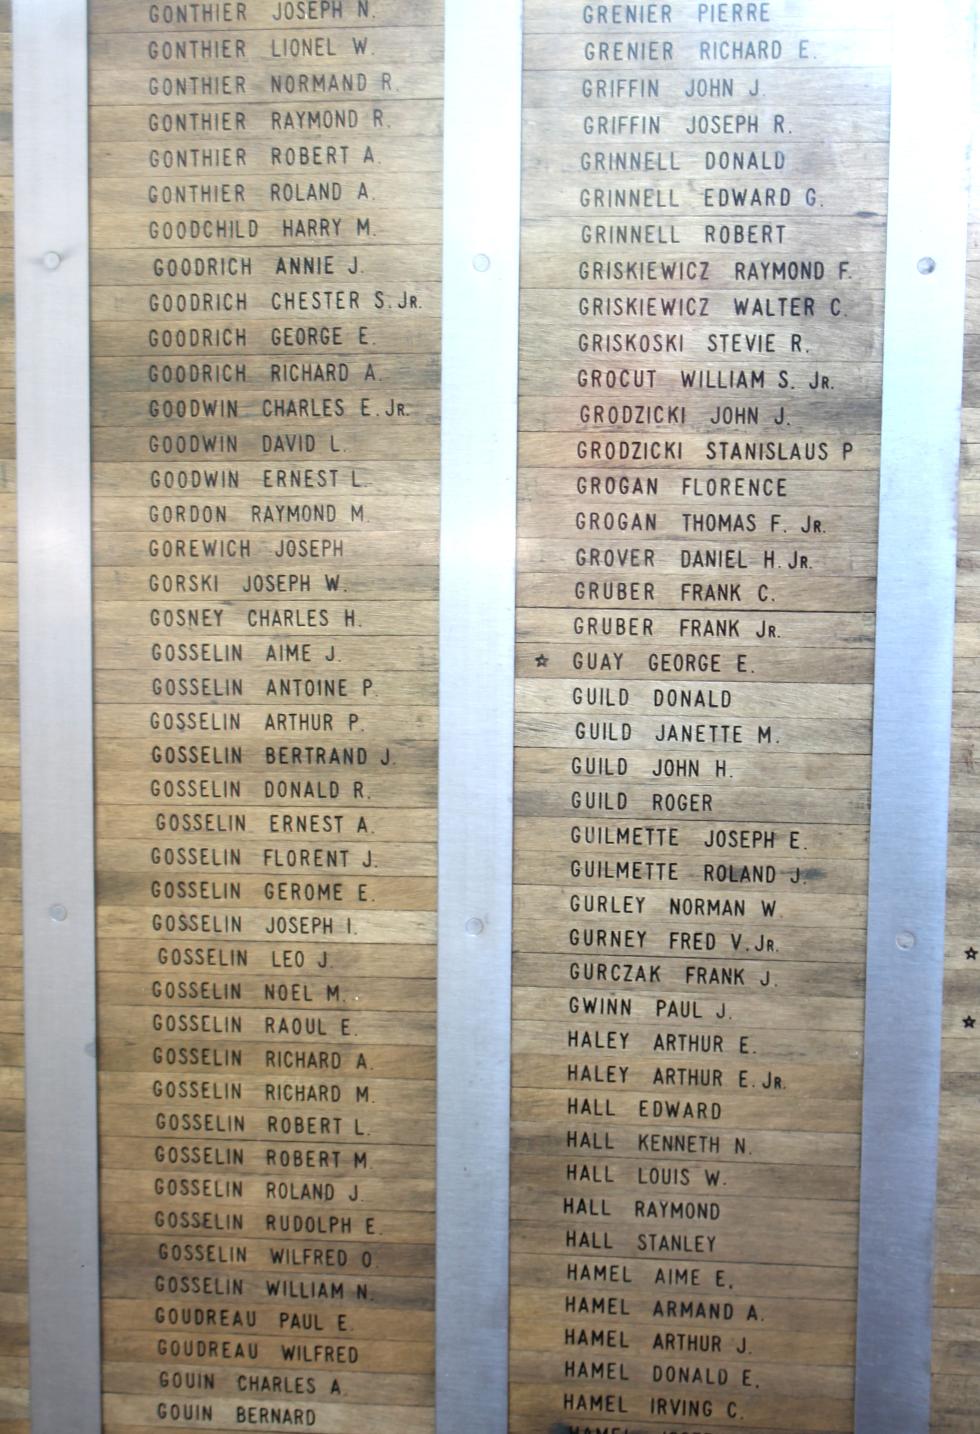 GONTHIER JOSEPH N.
GONTHIER LIONEL W.
GONTHIER NORMAND R.
GONTHIER RAYMOND R.
GONTHIER ROBERT A.
GONTHIER ROLAND A.
GOODCHILD HARRY M.
GOODRICH ANNIE J.
GOODRICH CHESTER S. JR.
GOODRICH GEORGE E.
GOODRICH RICHARD A.
GOODWIN CHARLES E. JR.
GOODWIN DAVID L.
GOODWIN ERNEST L.
GORDON RAYMOND M.
GOREWICH JOSEPH
GORSKI JOSEPH W.
GOSNEY CHARLES H.
GOSSELIN AIME J.
GOSSELIN ANTOINE P.
GOSSELIN ARTHUR P.
GOSSELIN BERTRAND J.
GOSSELIN DONALD R.
GOSSELIN ERNEST A.
GOSSELIN FLORENT J.
GOSSELIN GEROME E.
GOSSELIN JOSEPH I.
GOSSELIN LEO J.
GOSSELIN NOEL M.
GOSSELIN RAOUL E.
GOSSELIN RICHARD A.
GOSSELIN RICHARD M.
GOSSELIN ROBERT L.
GOSSELIN ROBERT M.
GOSSELIN ROLAND J.
GOSSELIN RUDOLPH E.
GOSSELIN WILFRED O.
GOSSELIN WILLIAM N.
GOUDREAU PAUL E.
GOUDREAU WILFRED
GOUIN CHARLES A.
GOUIN BERNARD
GRENIER PIERRE
GRENIER RICHARD E.
GRIFFIN JOHN J.
GRIFFIN JOSEPH R.
GRINNELL DONALD
GRINNELL EDWARD G.
GRINNELL ROBERT
GRISKIEWICZ RAYMOND F.
GRISKIEWICZ WALTER C.
GRISKOSKI STEVIE R.
GROCUT WILLIAM S. JR.
GRODZICKI JOHN J.
GRODZICKI STANISLAUS P
GROGAN FLORENCE
GROGAN THOMAS F. JR.
GROVER DANIEL H. JR.
GRUBER FRANK C.
GRUBER FRANK JR.
☆ GUAY GEORGE E.
GUILD DONALD
GUILD JANETTE M.
GUILD JOHN H.
GUILD ROGER
GUILMETTE JOSEPH E.
GUILMETTE ROLAND J.
GURLEY NORMAN W.
GURNEY FRED V. JR.
GURCZAK FRANK J.
GWINN PAUL J.
HALEY ARTHUR E.
HALEY ARTHUR E. JR.
HALL EDWARD
HALL KENNETH N.
HALL LOUIS W.
HALL RAYMOND
HALL STANLEY
HAMEL AIME E.
HAMEL ARMAND A.
HAMEL ARTHUR J.
HAMEL DONALD E.
HAMEL IRVING C.